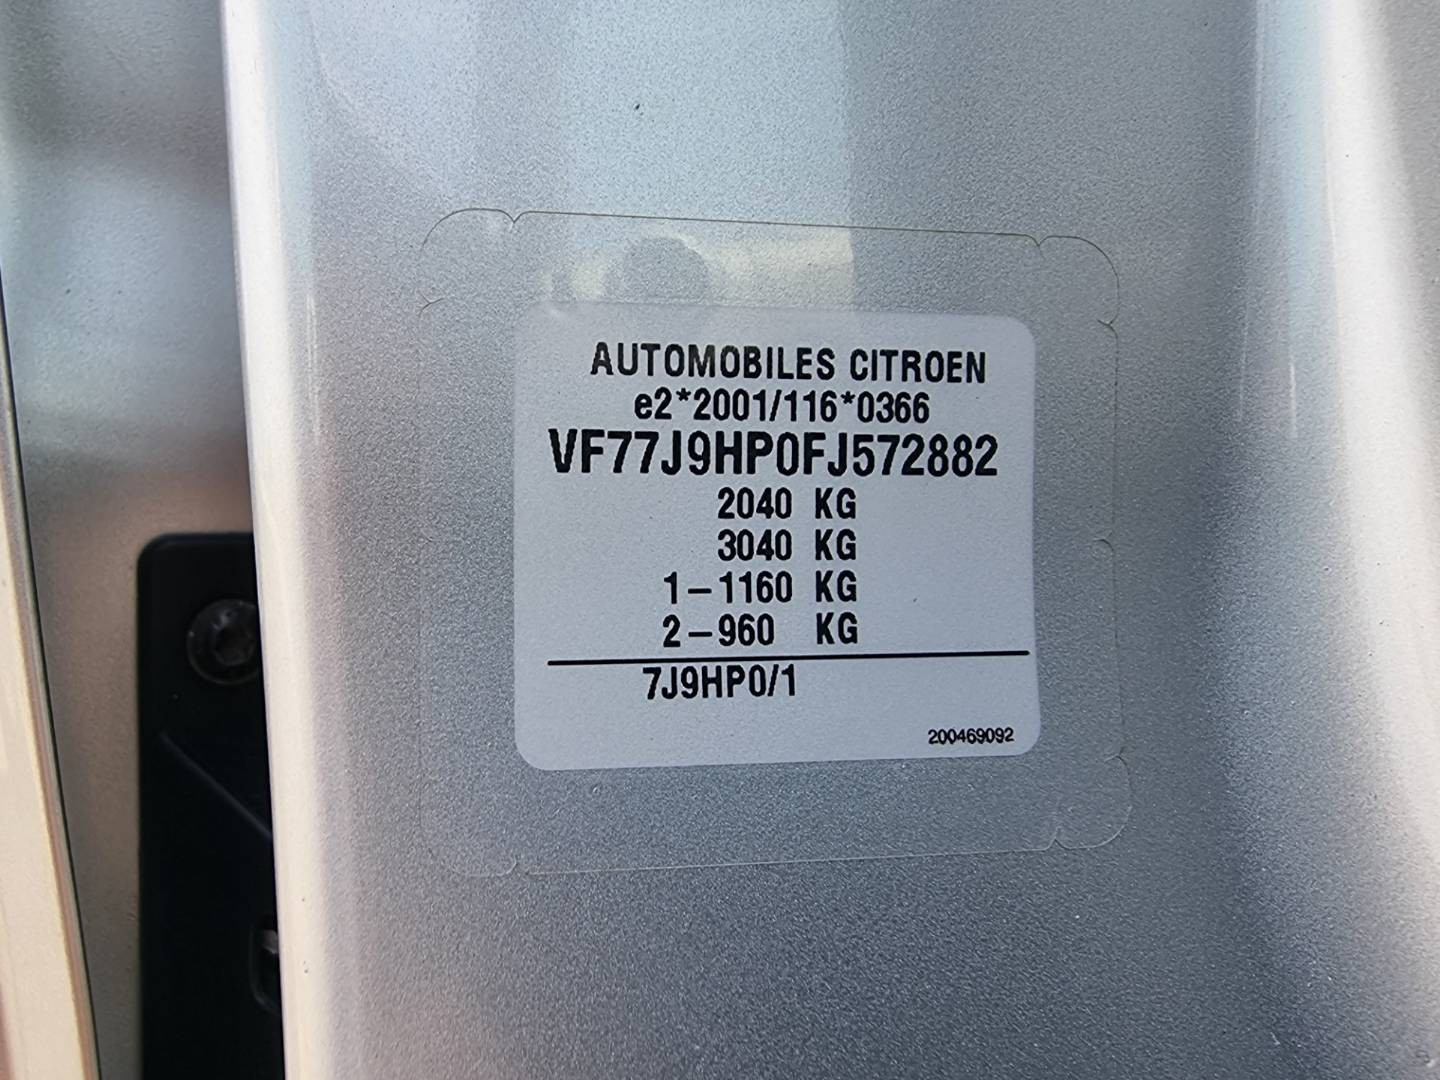 AUTOMOBILES CITROEN
e2*2001/116*0366
VF77J9HP0FJ572882
2040 KG
3040 KG
1-1160 KG
2-960 KG
7J9HP0/1
200469092